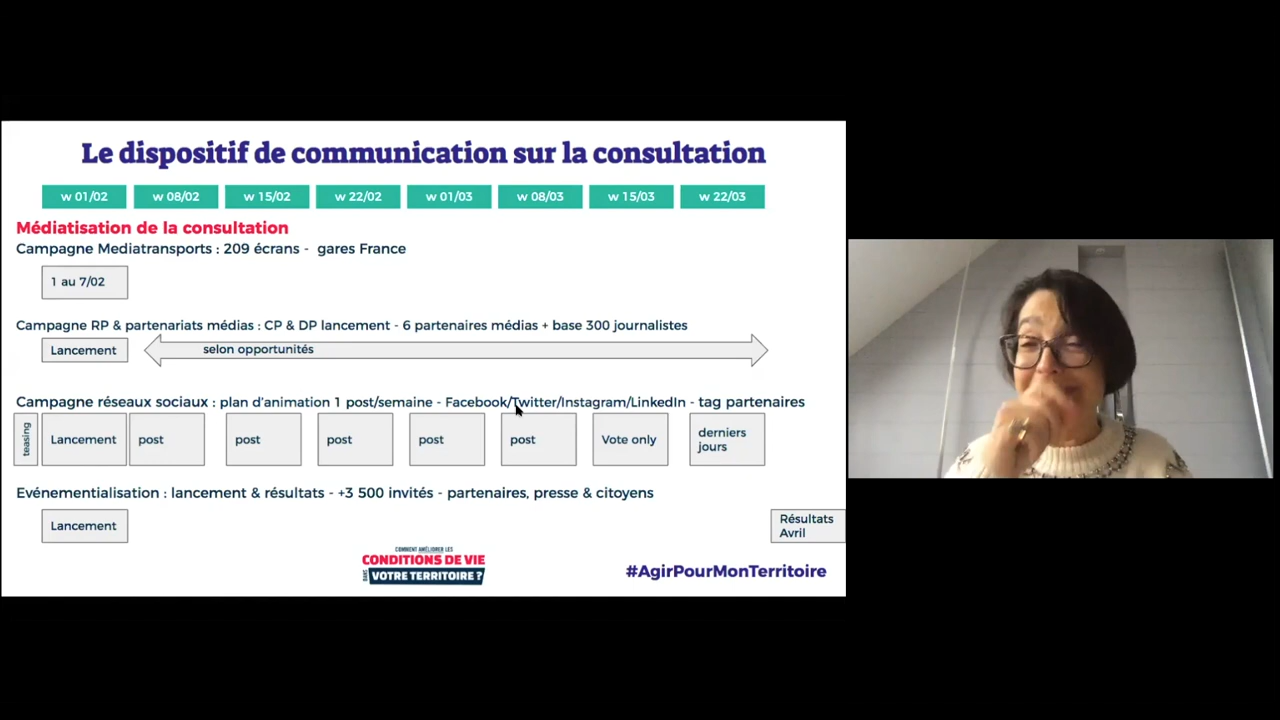 Le dispositif de communication sur la consultation
w 01/02
w 08/02
w 15/02
w 22/02
w 01/03
w 08/03
w 15/03
w 22/03
Médiatisation de la consultation
Campagne Mediatransports : 209 écrans - gares France
1 au 7/02
Campagne RP & partenariats médias : CP & DP lancement - 6 partenaires médias + base 300 journalistes
Lancement
selon opportunités
Campagne réseaux sociaux : plan d'animation 1 post/semaine - Facebook/Twitter/Instagram/LinkedIn - tag partenaires
teasing
Lancement
post
post
post
post
post
Vote only
derniers
jours
Evénementialisation : lancement & résultats - +3 500 invités - partenaires, presse & citoyens
Lancement
Résultats
Avril
COMMENT AMÉLIORER LES
CONDITIONS DE VIE
DANS VOTRE TERRITOIRE ?
#AgirPourMonTerritoire